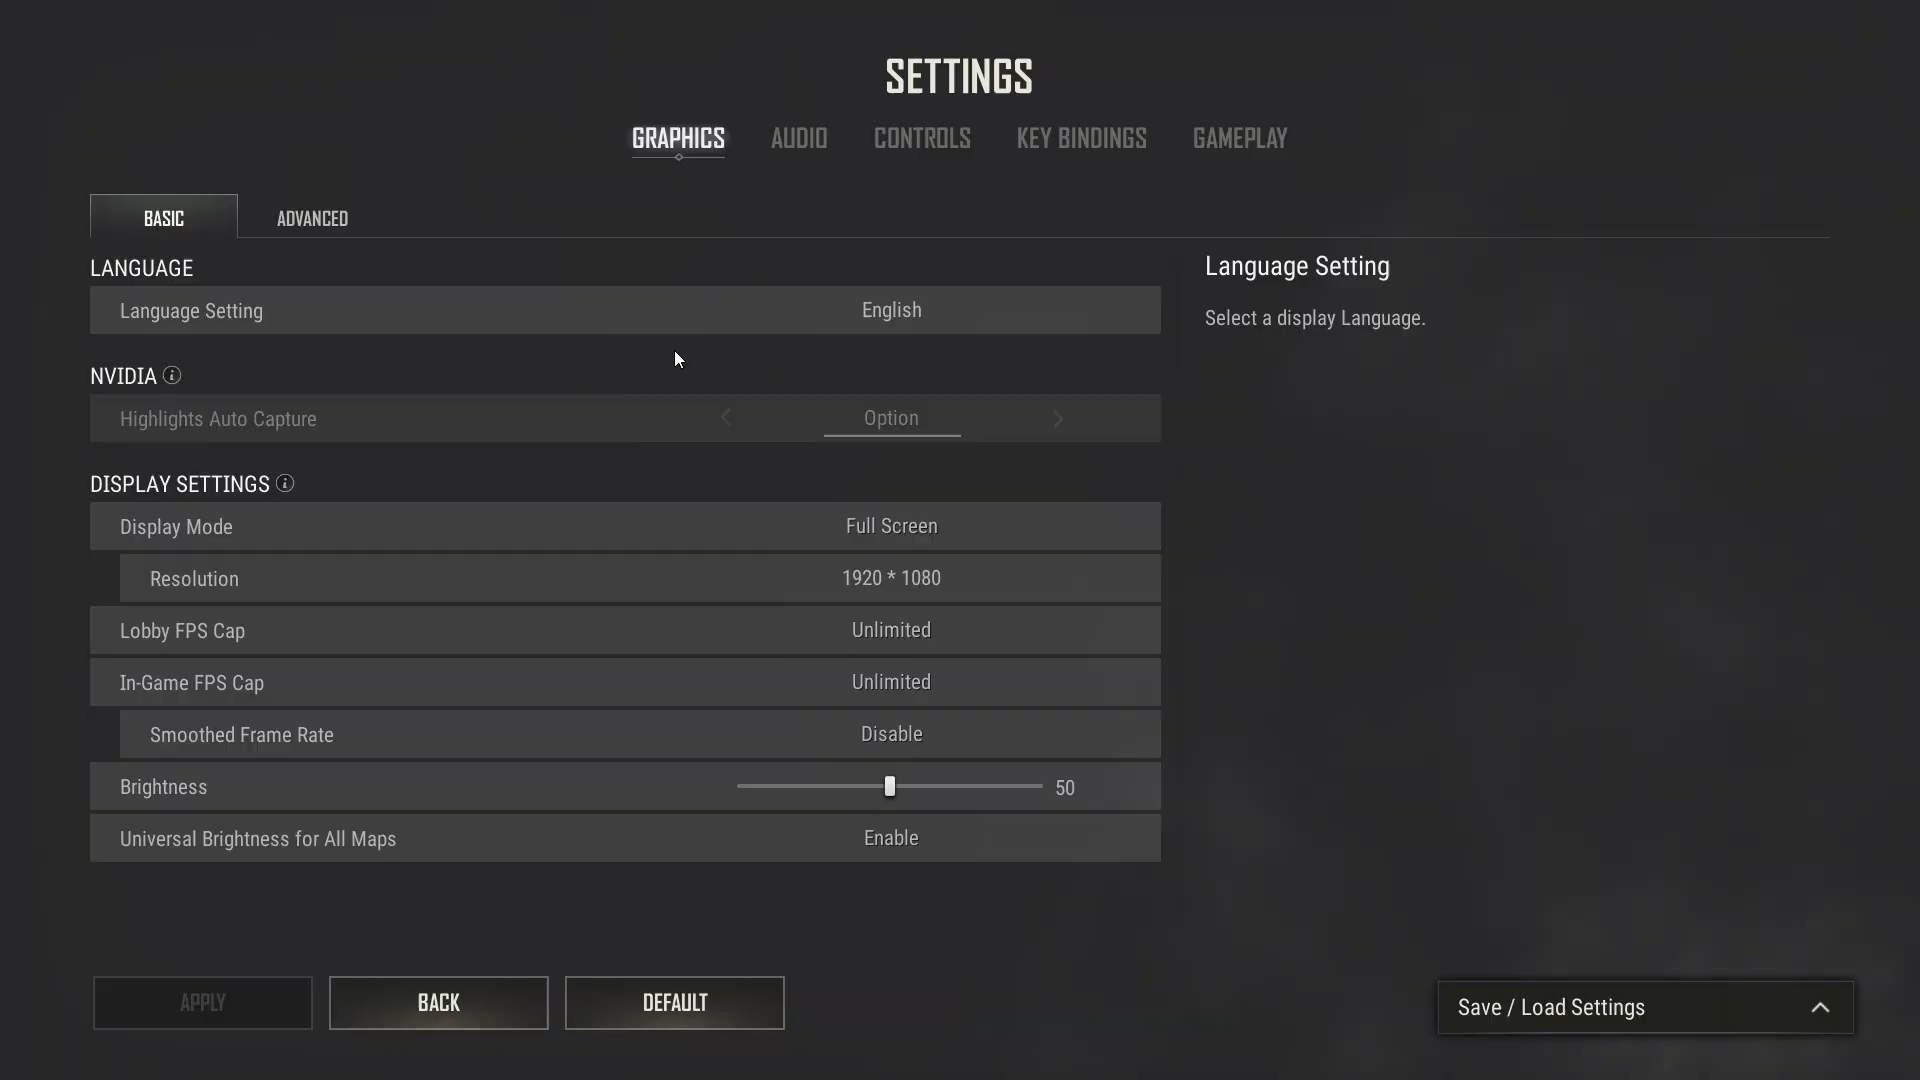 SETTINGS
GRAPHICS AUDIO CONTROLS KEY BINDINGS GAMEPLAY
BASIC ADVANCED
LANGUAGE
Language Setting English
Language Setting
Select a display Language.
NVIDIA
Highlights Auto Capture Option
DISPLAY SETTINGS
Display Mode Full Screen
Resolution 1920 * 1080
Lobby FPS Cap Unlimited
In-Game FPS Cap Unlimited
Smoothed Frame Rate Disable
Brightness 50
Universal Brightness for All Maps Enable
APPLY BACK DEFAULT
Save / Load Settings